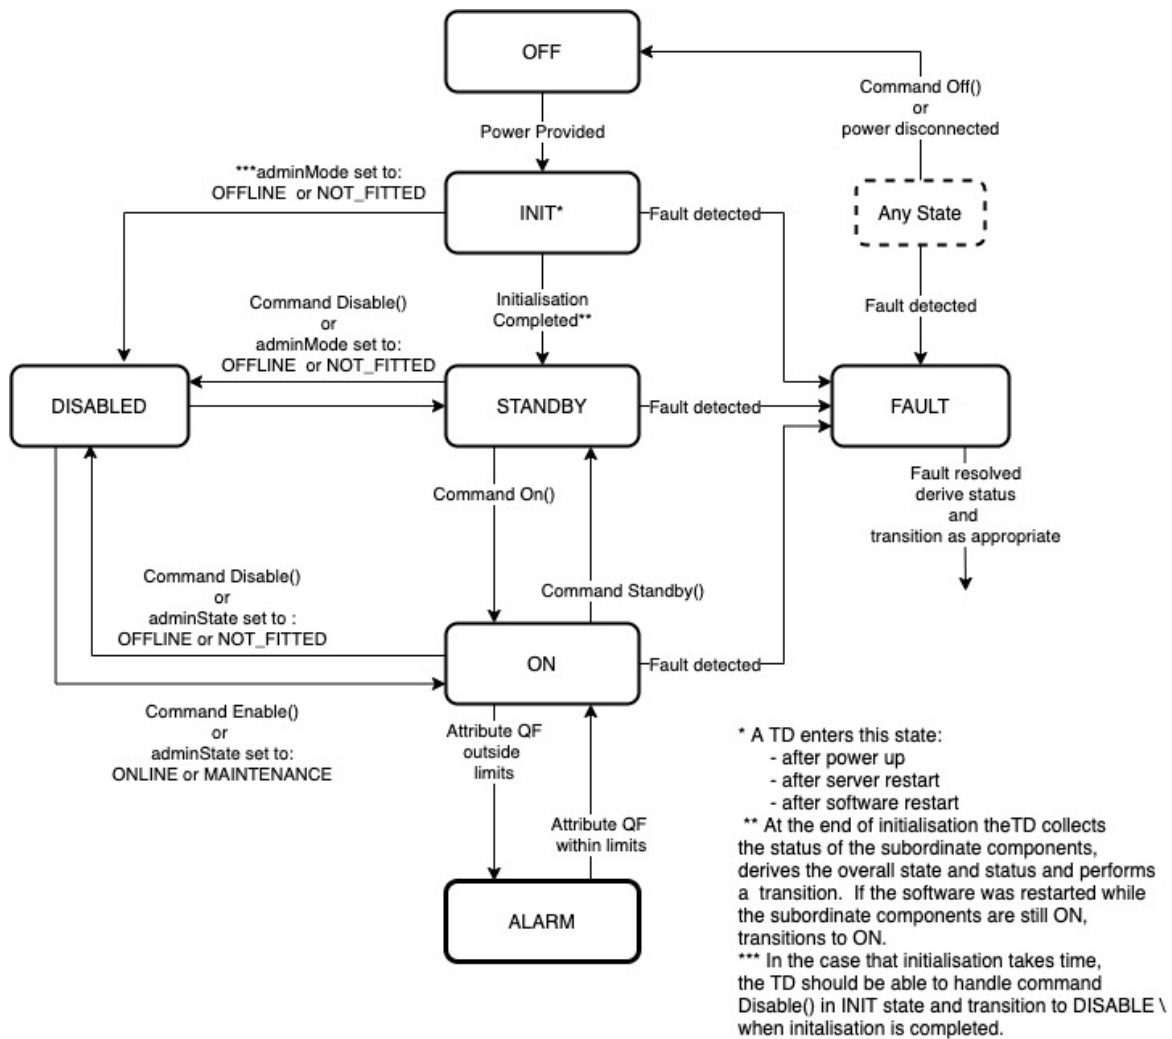 OFF
Command Off()
or
power disconnected
Power Provided
***adminMode set to:
OFFLINE or NOT_FITTED
INIT*
Fault detected
Any State
Initialisation
Completed**
Fault detected
Command Disable()
or
adminMode set to:
OFFLINE or NOT_FITTED
DISABLED
STANDBY
Fault detected
FAULT
Command On()
Fault resolved
derive status
and
transition as appropriate
Command Disable()
or
adminState set to :
OFFLINE or NOT_FITTED
Command Standby()
ON
Fault detected
Command Enable()
or
adminState set to:
ONLINE or MAINTENANCE
Attribute QF
outside
limits
Attribute QF
within limits
ALARM
* A TD enters this state:
- after power up
- after server restart
- after software restart
** At the end of initialisation theTD collects
the status of the subordinate components,
derives the overall state and status and performs
a transition. If the software was restarted while
the subordinate components are still ON,
transitions to ON.
*** In the case that initialisation takes time,
the TD should be able to handle command
Disable() in INIT state and transition to DISABLE \
when initalisation is completed.